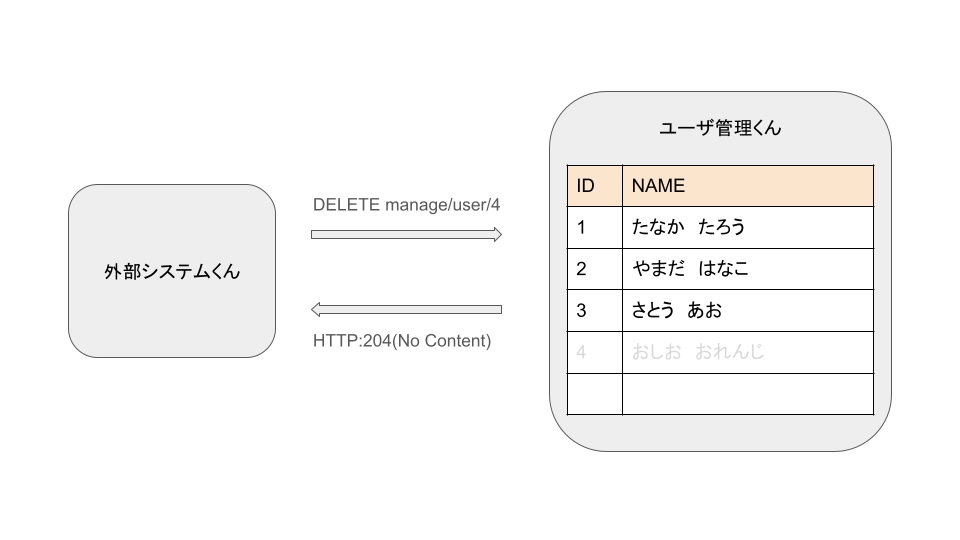 ユーザ管理くん
外部システムくん
DELETE manage/user/4
HTTP:204(No Content)
ID NAME
1 たなか　たろう
2 やまだ　はなこ
3 さとう　あお
4 おしお　おれんじ